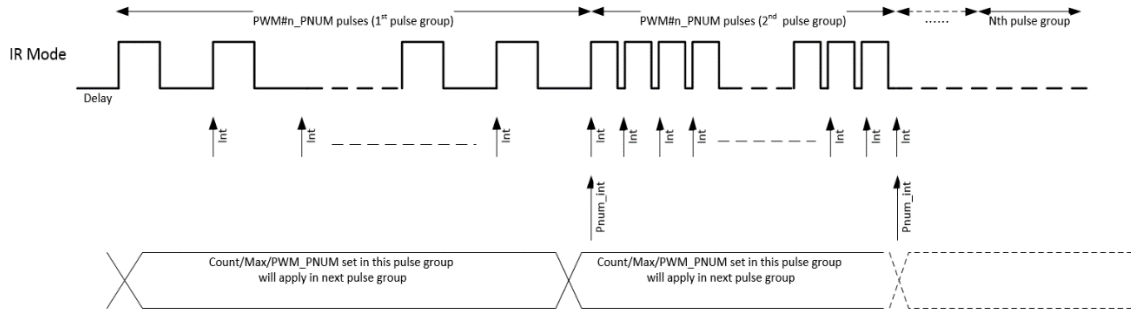 PWM#n_PNUM pulses (1st pulse group)
PWM#n_PNUM pulses (2nd pulse group)
......
Nth pulse group
IR Mode
Delay
Int
Int
Int
Int
Int
Int
Int
Int
Int
Int
Pnum_int
Pnum_int
Count/Max/PWM_PNUM set in this pulse group
will apply in next pulse group
Count/Max/PWM_PNUM set in this pulse group
will apply in next pulse group